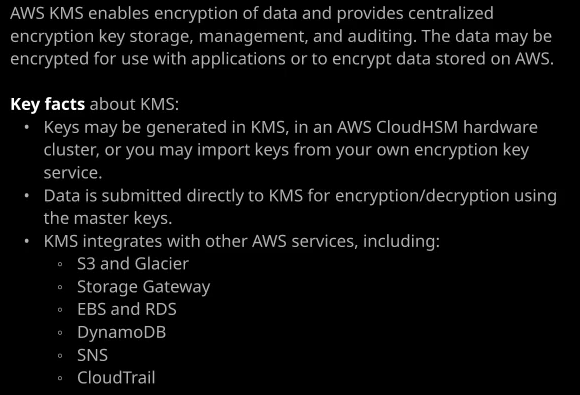 AWS KMS enables encryption of data and provides centralized
encryption key storage, management, and auditing. The data may be
encrypted for use with applications or to encrypt data stored on AWS.
Key facts about KMS:
• Keys may be generated in KMS, in an AWS CloudHSM hardware
cluster, or you may import keys from your own encryption key
service.
• Data is submitted directly to KMS for encryption/decryption using
the master keys.
• KMS integrates with other AWS services, including:
◦ S3 and Glacier
◦ Storage Gateway
◦ EBS and RDS
◦ DynamoDB
◦ SNS
◦ CloudTrail